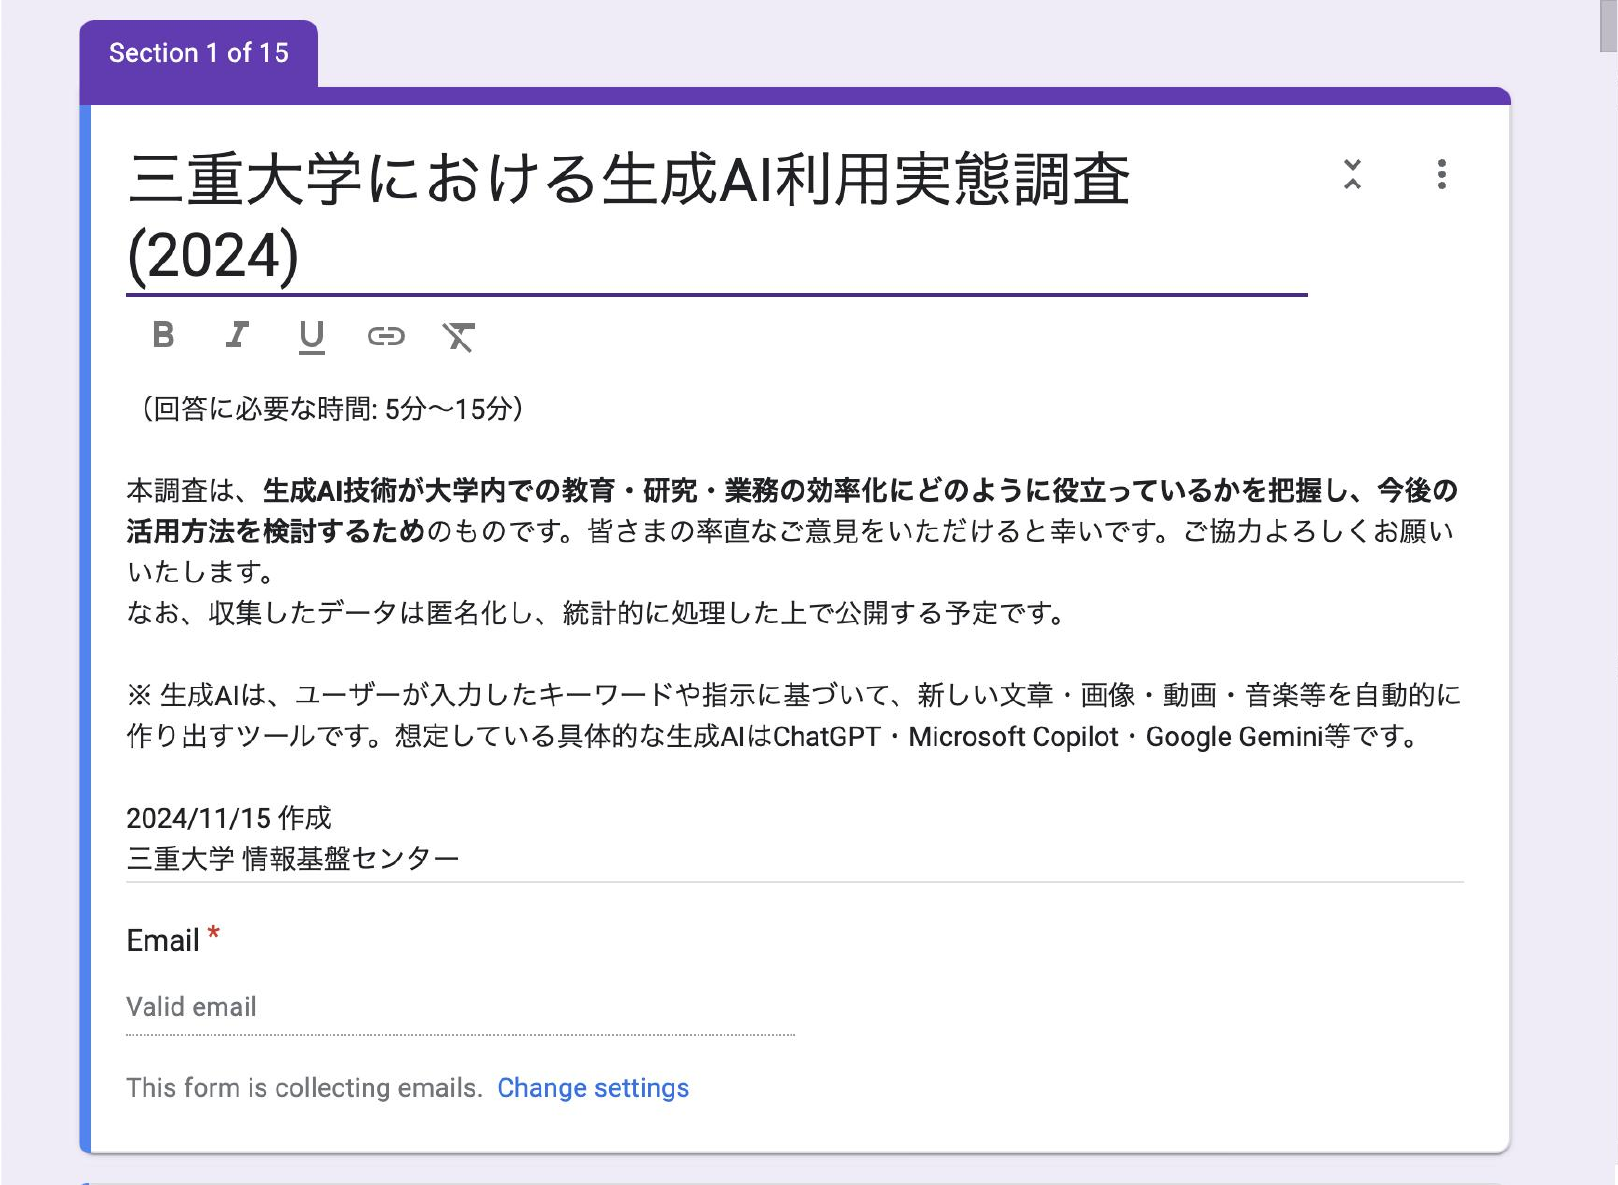 Section 1 of 15
三重大学における生成AI利用実態調査
(2024)
B I U
（回答に必要な時間: 5分〜15分）
本調査は、生成AI技術が大学内での教育・研究・業務の効率化にどのように役立っているかを把握し、今後の
活用方法を検討するためのものです。皆さまの率直なご意見をいただけると幸いです。ご協力よろしくお願い
いたします。
なお、収集したデータは匿名化し、統計的に処理した上で公開する予定です。
※ 生成AIは、ユーザーが入力したキーワードや指示に基づいて、新しい文章・画像・動画・音楽等を自動的に
作り出すツールです。想定している具体的な生成AIはChatGPT・Microsoft Copilot・Google Gemini等です。
2024/11/15 作成
三重大学 情報基盤センター
Email *
Valid email
This form is collecting emails. Change settings